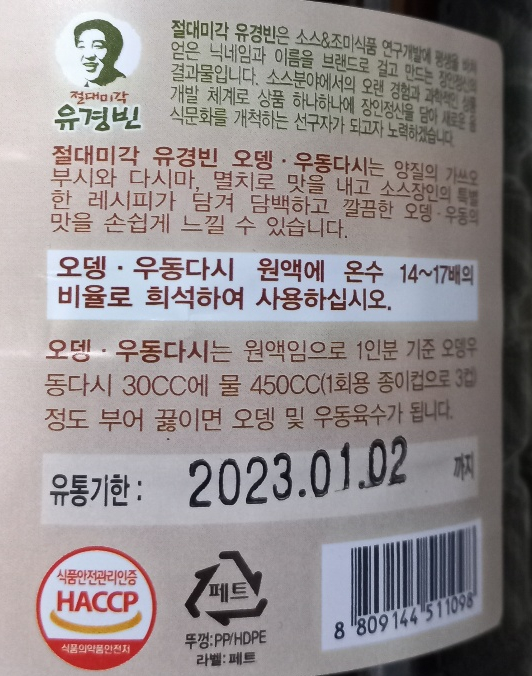 절대미각
유경빈
절대미각 유경빈은 소스&조미식품 연구개발에 평생을 바쳐
얻은 닉네임과 이름을 브랜드로 걸고 만드는 장인정신의
결과물입니다. 소스분야에서의 오랜 경험과 과학적인 상품
개발 체계로 상품 하나하나에 장인정신을 담아 새로운 음
식문화를 개척하는 선구자가 되고자 노력하겠습니다.
절대미각 유경빈 오뎅·우동다시는 양질의 가쓰오
부시와 다시마, 멸치로 맛을 내고 소스장인의 특별
한 레시피가 담겨 담백하고 깔끔한 오뎅·우동의
맛을 손쉽게 느낄 수 있습니다.
오뎅·우동다시 원액에 온수 14~17배의
비율로 희석하여 사용하십시오.
오뎅·우동다시는 원액임으로 1인분 기준 오뎅우
동다시 30CC에 물 450CC(1회용 종이컵으로 3컵)
정도 부어 끓이면 오뎅 및 우동육수가 됩니다.
유통기한 : 2023.01.02 까지
식품안전관리인증
HACCP
식품의약품안전처
페트
뚜껑:PP/HDPE
라벨:페트
8 809144 511098